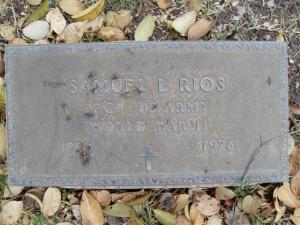 SAMUEL L RIOS
PFC US ARMY
WORLD WAR II
1976